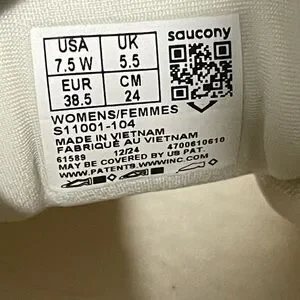 USA UK saucony
7.5 W 5.5
EUR CM
38.5 24
WOMENS/FEMMES
S11001-104
MADE IN VIETNAM
FABRIQUÉ AU VIETNAM
61589 12/24 4700610610
MAY BE COVERED BY US PAT.
WWW.PATENTS.WWWINC.COM